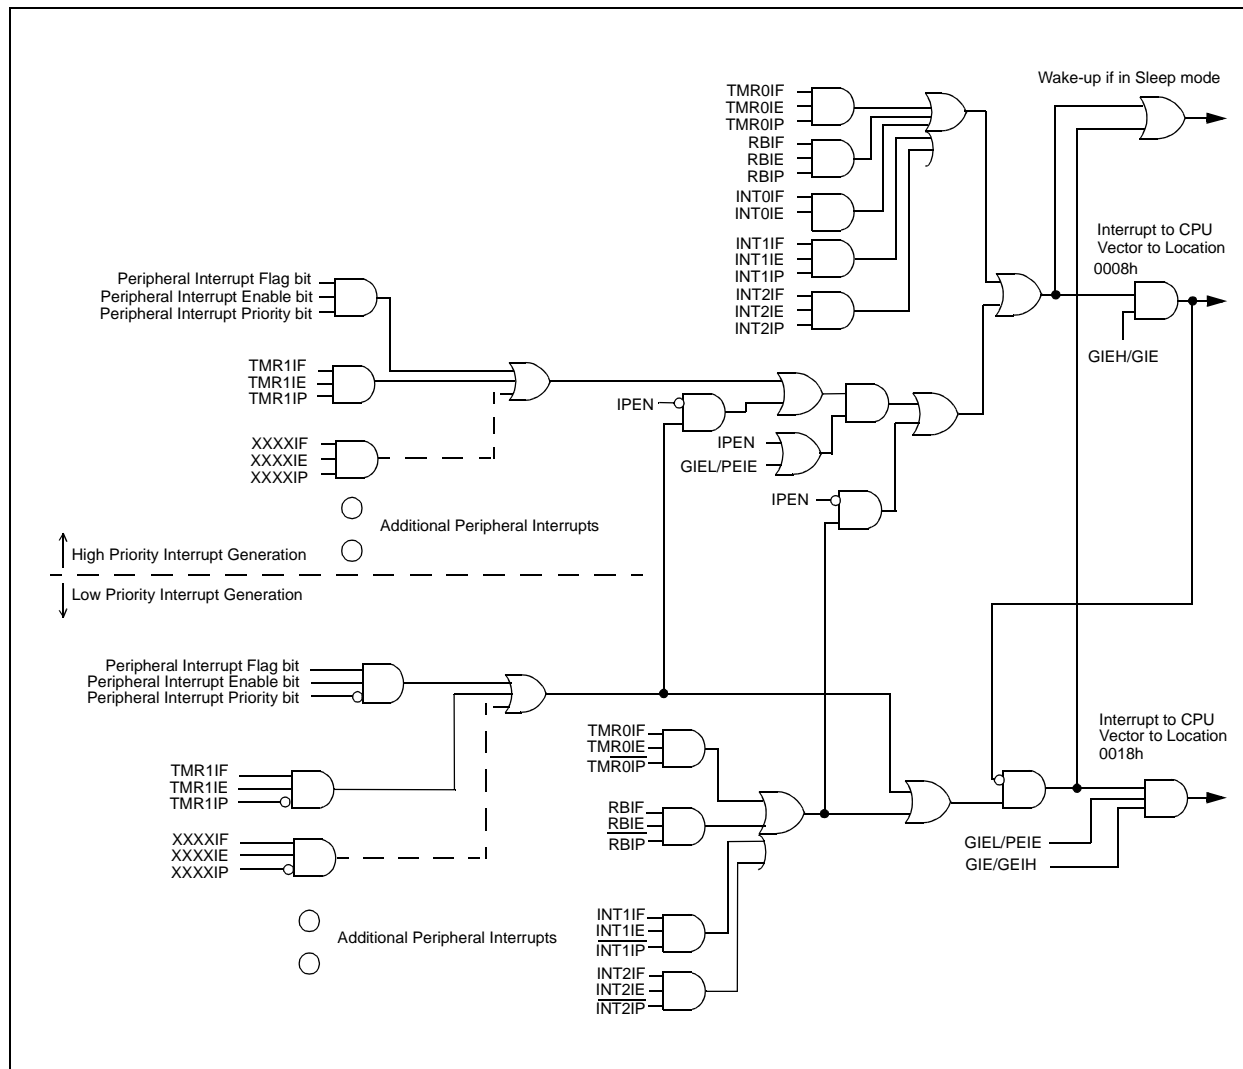 Wake-up if in Sleep mode
TMR0IF
TMR0IE
TMR0IP
RBIF
RBIE
RBIP
INT0IF
INT0IE
INT1IF
INT1IE
INT1IP
INT2IF
INT2IE
INT2IP
Interrupt to CPU
Vector to Location
0008h
GIEH/GIE
Peripheral Interrupt Flag bit
Peripheral Interrupt Enable bit
Peripheral Interrupt Priority bit
TMR1IF
TMR1IE
TMR1IP
XXXXIF
XXXXIE
XXXXIP
IPEN
IPEN
GIEL/PEIE
IPEN
Additional Peripheral Interrupts
High Priority Interrupt Generation
Low Priority Interrupt Generation
Peripheral Interrupt Flag bit
Peripheral Interrupt Enable bit
Peripheral Interrupt Priority bit
TMR1IF
TMR1IE
TMR1IP
XXXXIF
XXXXIE
XXXXIP
Additional Peripheral Interrupts
TMR0IF
TMR0IE
TMR0IP
RBIF
RBIE
RBIP
INT1IF
INT1IE
INT1IP
INT2IF
INT2IE
INT2IP
Interrupt to CPU
Vector to Location
0018h
GIEL/PEIE
GIE/GEIH